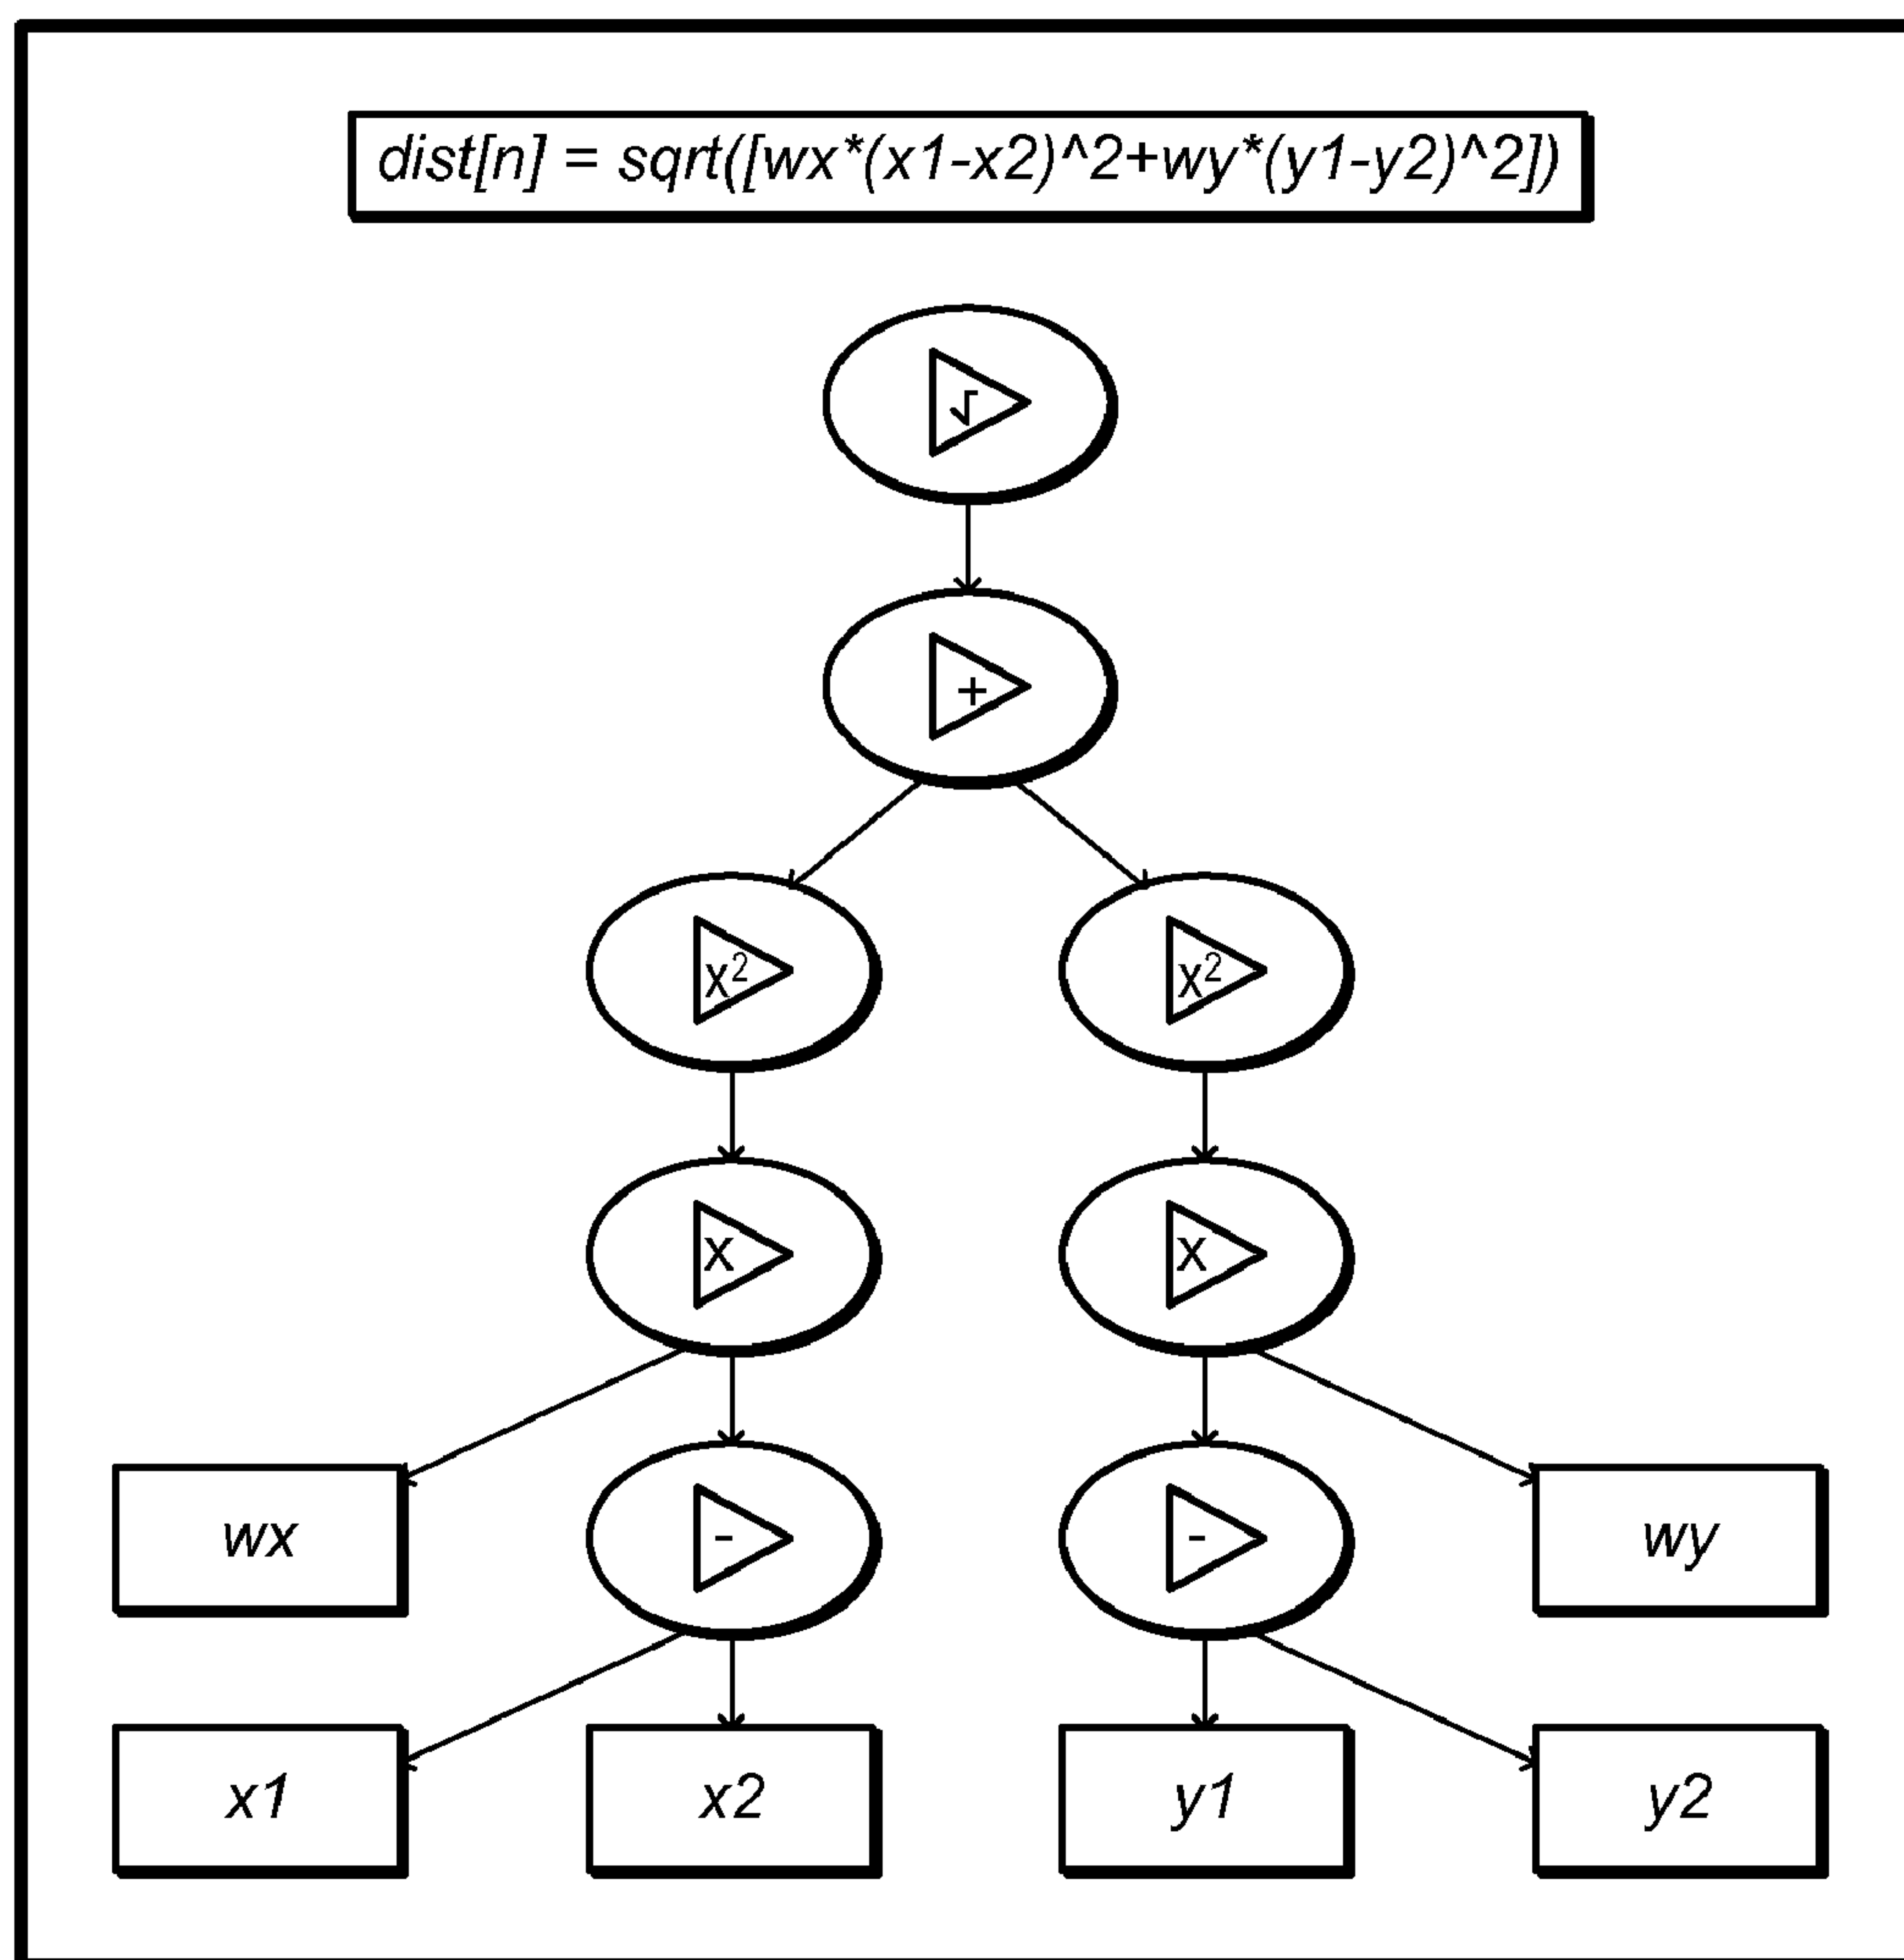 dist[n] = sqrt([wx*(x1-x2)^2+wy*(y1-y2)^2])
√
+
x² x²
x x
wx - - wy
x1 x2 y1 y2